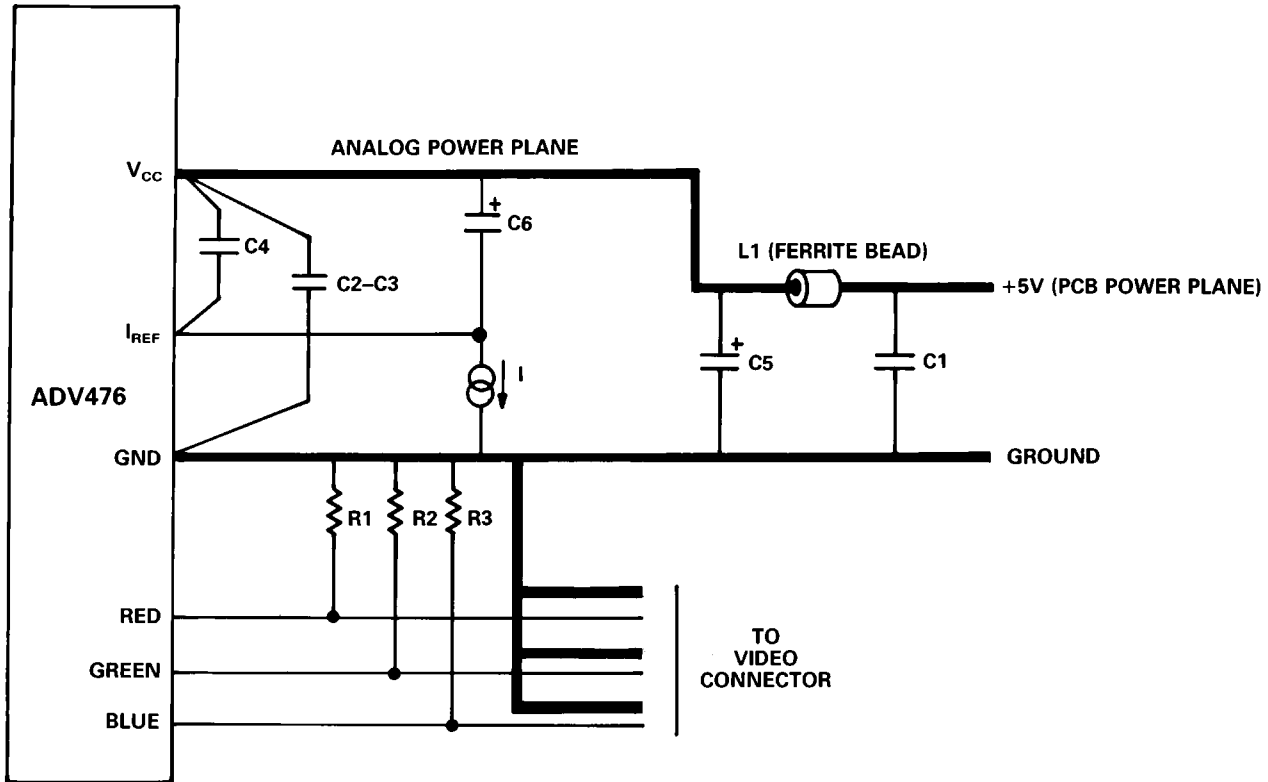 ANALOG POWER PLANE
VCC
+
C6
C4
L1 (FERRITE BEAD)
C2–C3
+5V (PCB POWER PLANE)
IREF
+
C5
C1
I
ADV476
GND
GROUND
R1
R2
R3
RED
GREEN
BLUE
TO
VIDEO
CONNECTOR